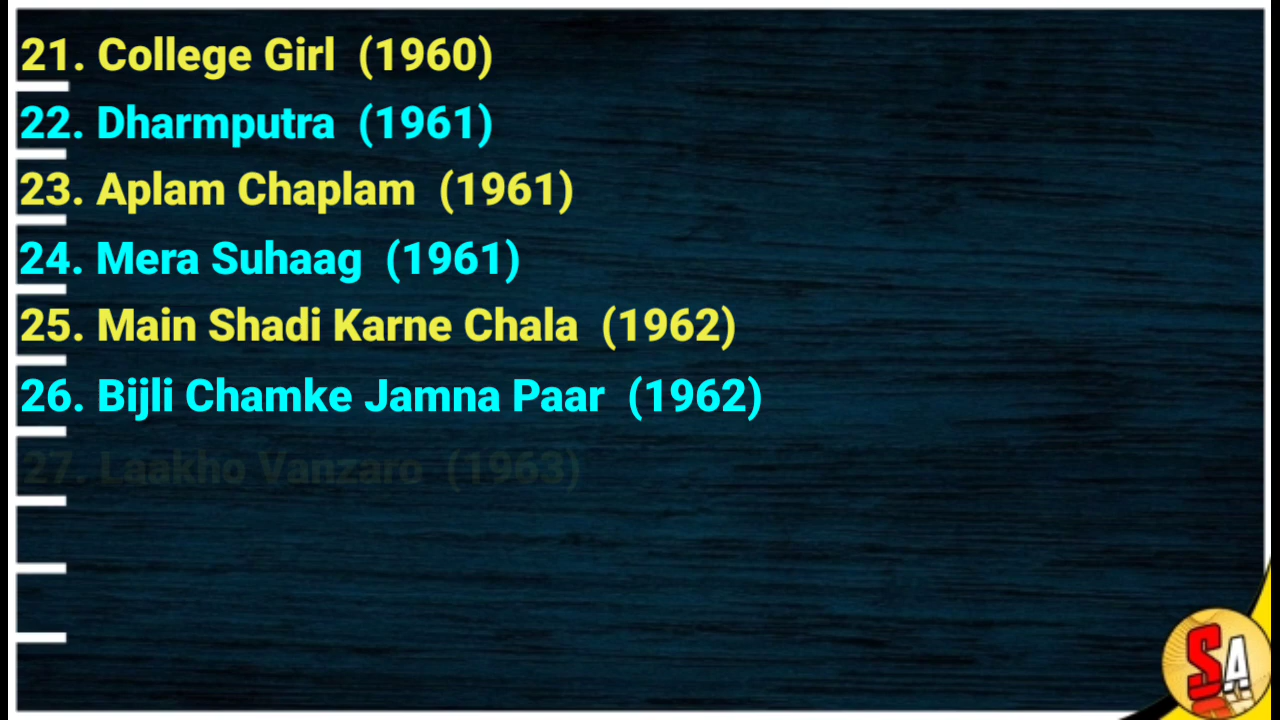 21. College Girl (1960)
22. Dharmputra (1961)
23. Aplam Chaplam (1961)
24. Mera Suhaag (1961)
25. Main Shadi Karne Chala (1962)
26. Bijli Chamke Jamna Paar (1962)
27. Laakho Vanzaro (1963)
SA